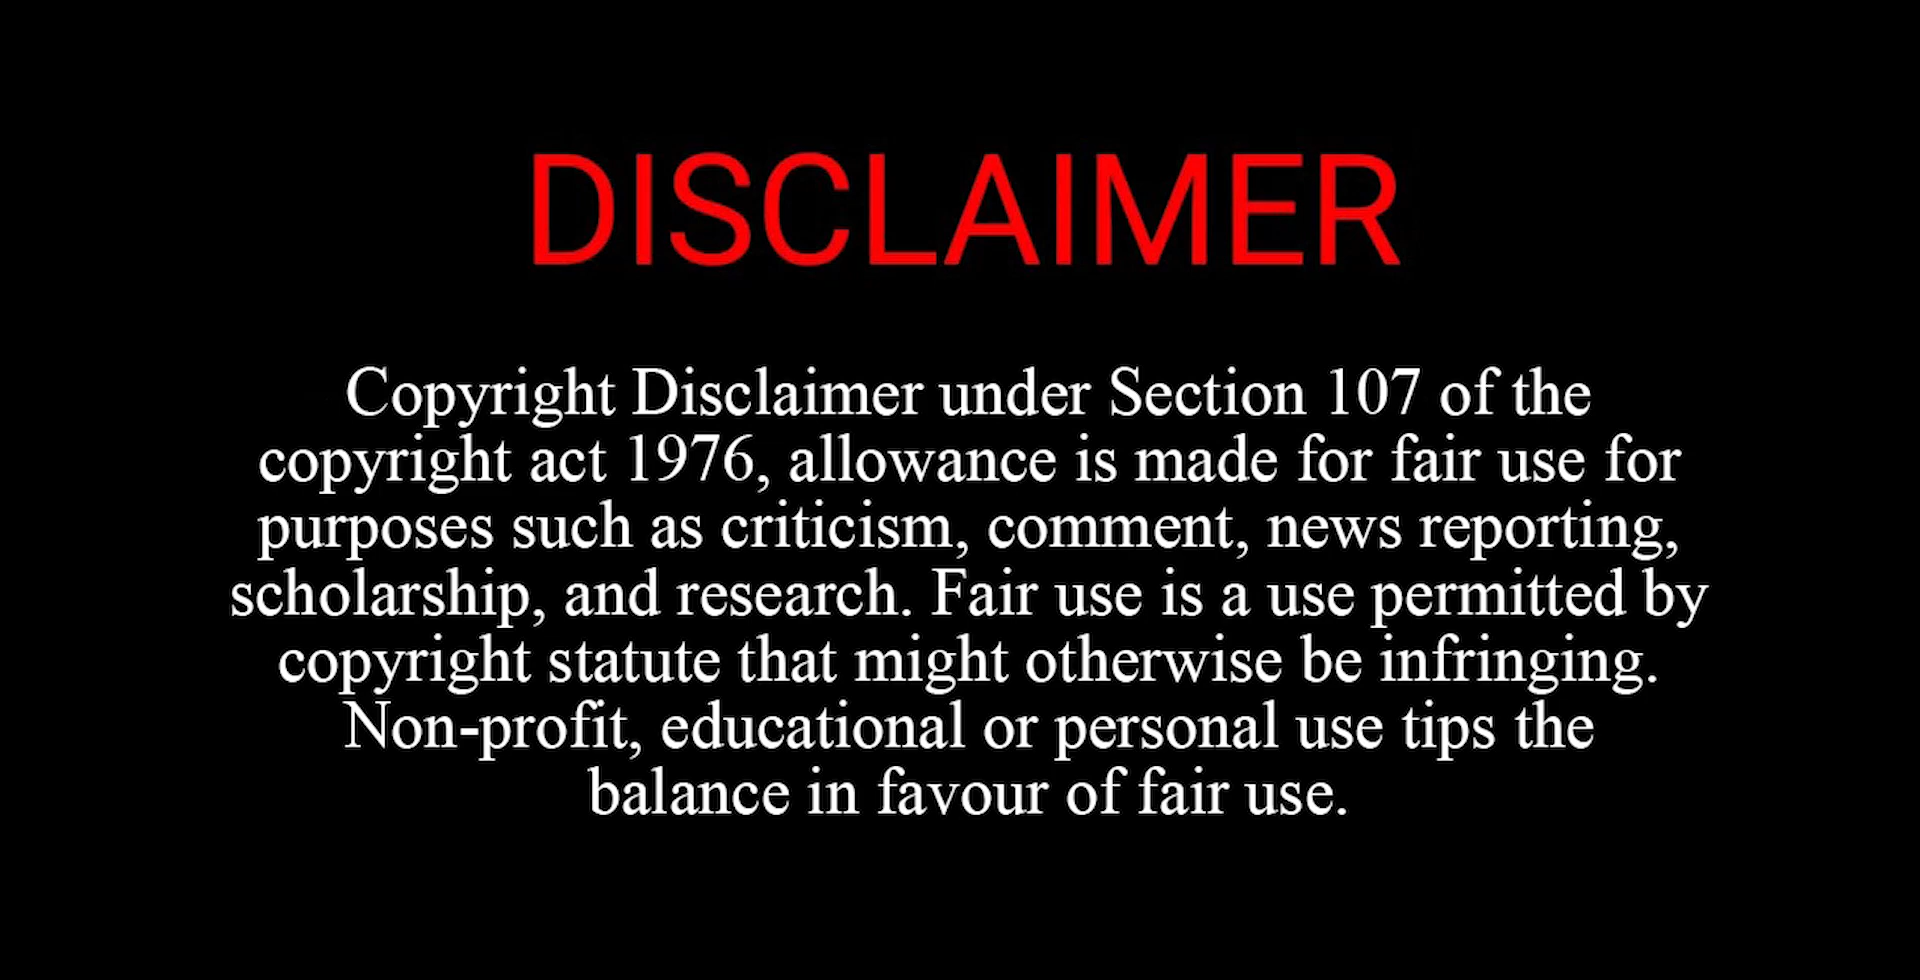 DISCLAIMER
Copyright Disclaimer under Section 107 of the
copyright act 1976, allowance is made for fair use for
purposes such as criticism, comment, news reporting,
scholarship, and research. Fair use is a use permitted by
copyright statute that might otherwise be infringing.
Non-profit, educational or personal use tips the
balance in favour of fair use.